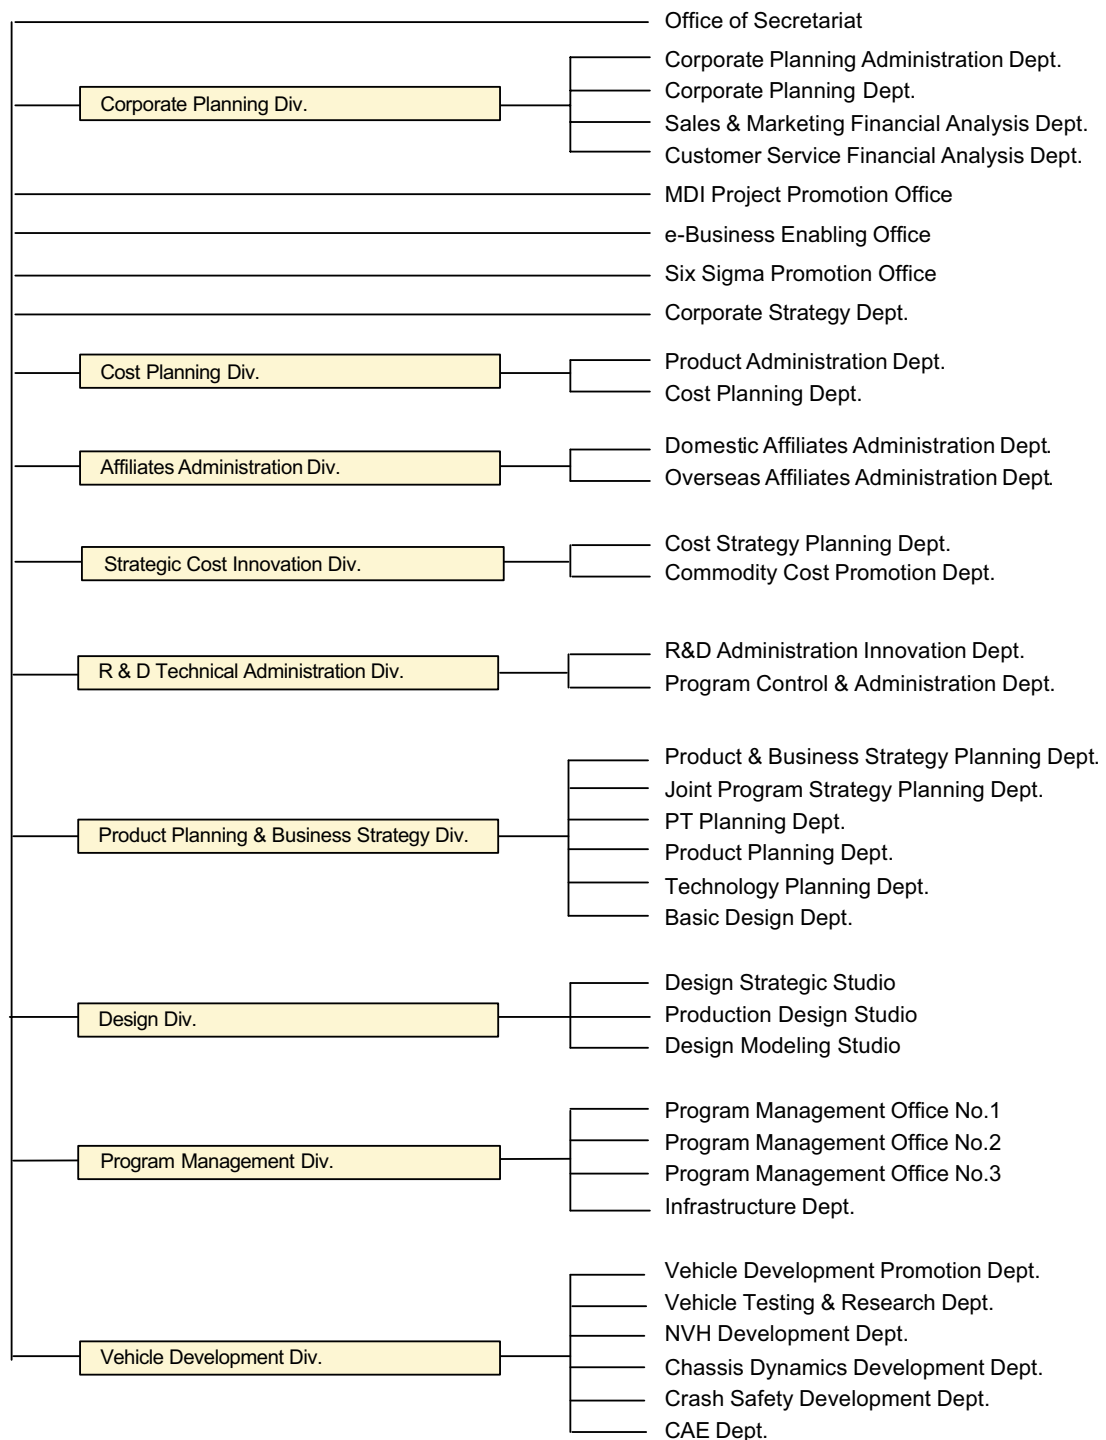 Office of Secretariat
Corporate Planning Div.
Corporate Planning Administration Dept.
Corporate Planning Dept.
Sales & Marketing Financial Analysis Dept.
Customer Service Financial Analysis Dept.
MDI Project Promotion Office
e-Business Enabling Office
Six Sigma Promotion Office
Corporate Strategy Dept.
Cost Planning Div.
Product Administration Dept.
Cost Planning Dept.
Affiliates Administration Div.
Domestic Affiliates Administration Dept.
Overseas Affiliates Administration Dept.
Strategic Cost Innovation Div.
Cost Strategy Planning Dept.
Commodity Cost Promotion Dept.
R & D Technical Administration Div.
R&D Administration Innovation Dept.
Program Control & Administration Dept.
Product Planning & Business Strategy Div.
Product & Business Strategy Planning Dept.
Joint Program Strategy Planning Dept.
PT Planning Dept.
Product Planning Dept.
Technology Planning Dept.
Basic Design Dept.
Design Div.
Design Strategic Studio
Production Design Studio
Design Modeling Studio
Program Management Div.
Program Management Office No.1
Program Management Office No.2
Program Management Office No.3
Infrastructure Dept.
Vehicle Development Div.
Vehicle Development Promotion Dept.
Vehicle Testing & Research Dept.
NVH Development Dept.
Chassis Dynamics Development Dept.
Crash Safety Development Dept.
CAE Dept.